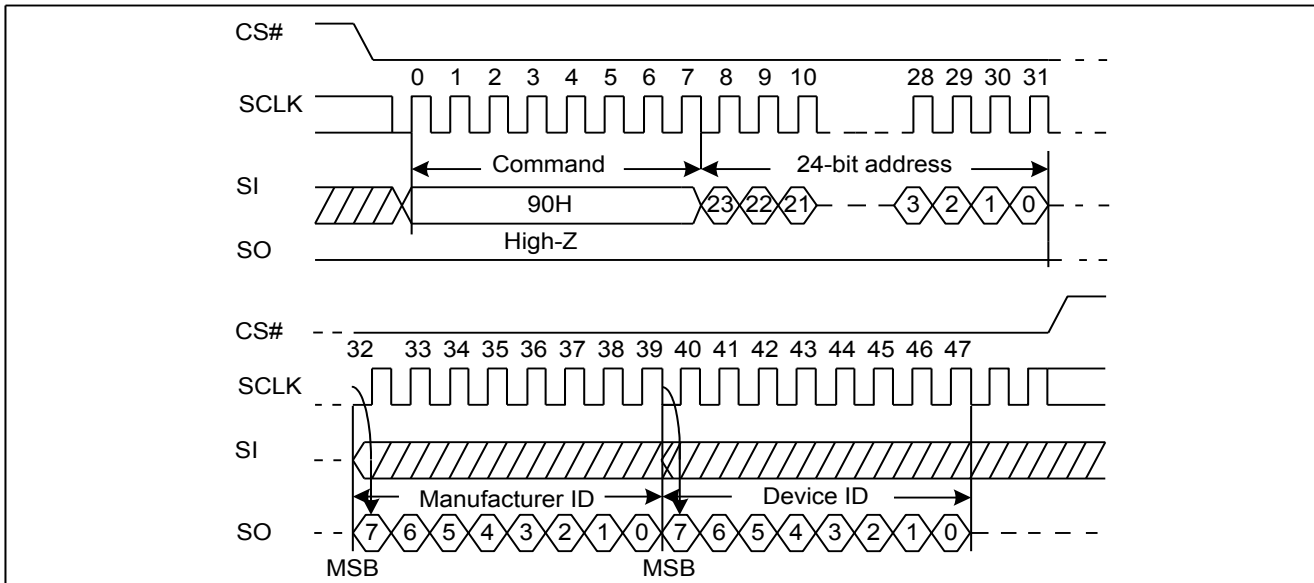 CS#
0 1 2 3 4 5 6 7 8 9 10 28 29 30 31
SCLK
Command 24-bit address
SI
90H 23 22 21 3 2 1 0
High-Z
SO
CS#
32 33 34 35 36 37 38 39 40 41 42 43 44 45 46 47
SCLK
SI
Manufacturer ID Device ID
SO 7 6 5 4 3 2 1 0 7 6 5 4 3 2 1 0
MSB MSB